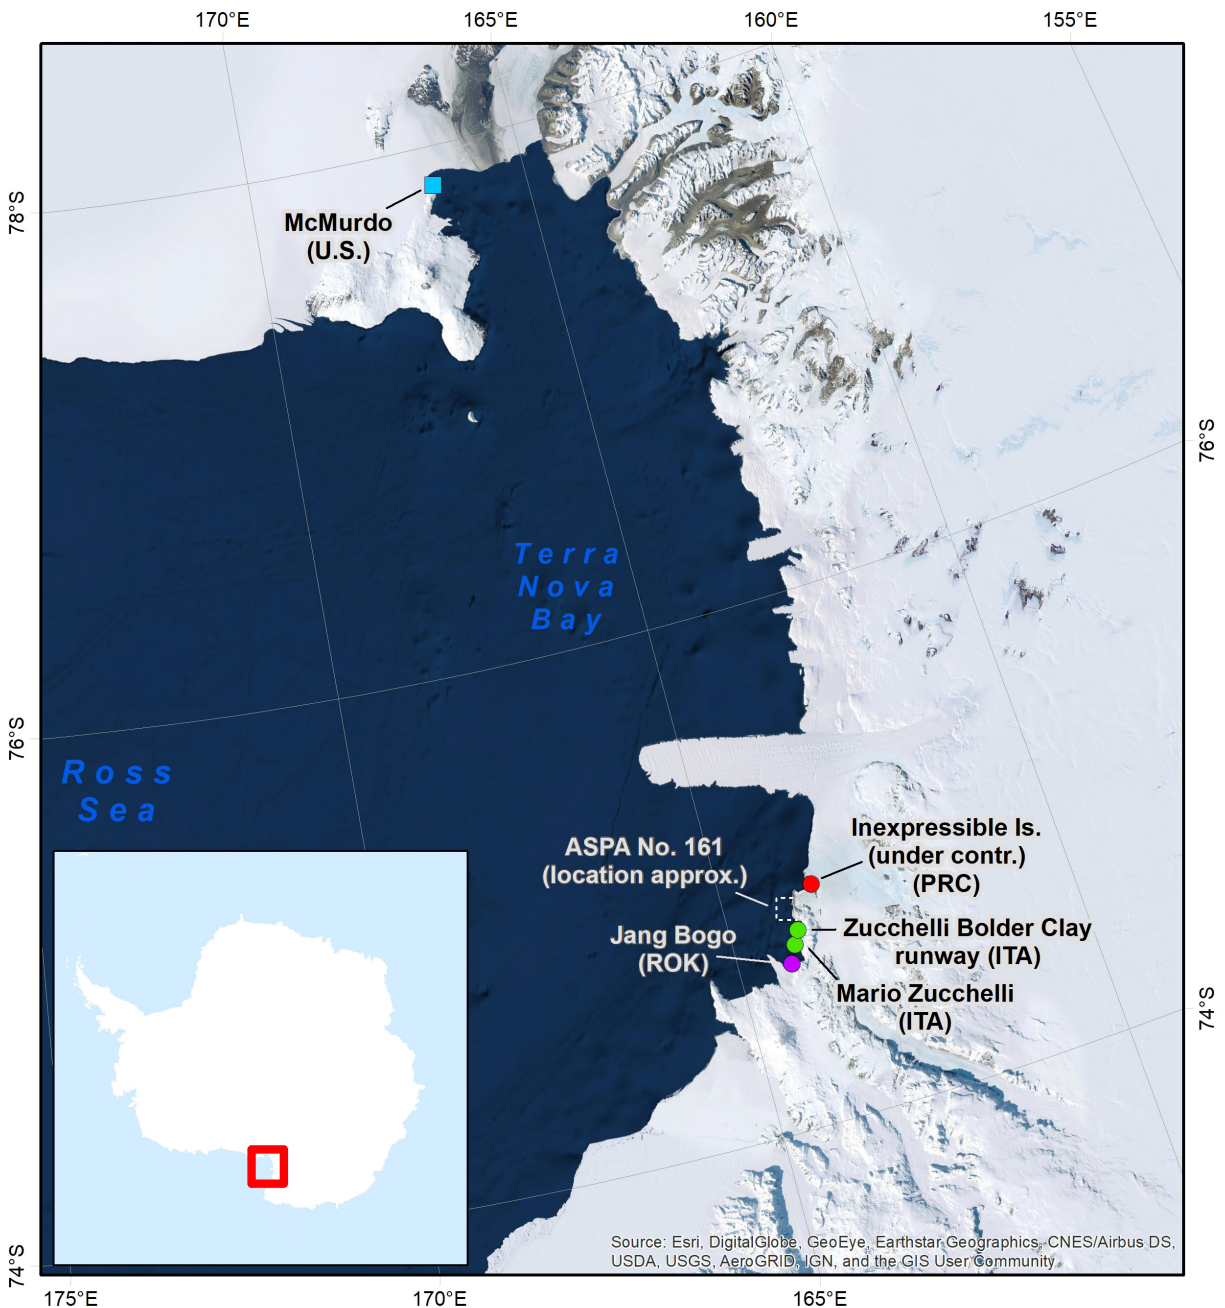 170°E
165°E
160°E
155°E
78°S
McMurdo
(U.S.)
76°S
Terra
Nova
Bay
76°S
Ross
Sea
Inexpressible Is.
(under contr.)
(PRC)
ASPA No. 161
(location approx.)
Zucchelli Bolder Clay
runway (ITA)
Jang Bogo
(ROK)
Mario Zucchelli
(ITA)
74°S
Source: Esri, DigitalGlobe, GeoEye, Earthstar Geographics, CNES/Airbus DS,
USDA, USGS, AeroGRID, IGN, and the GIS User Community
74°S
175°E
170°E
165°E